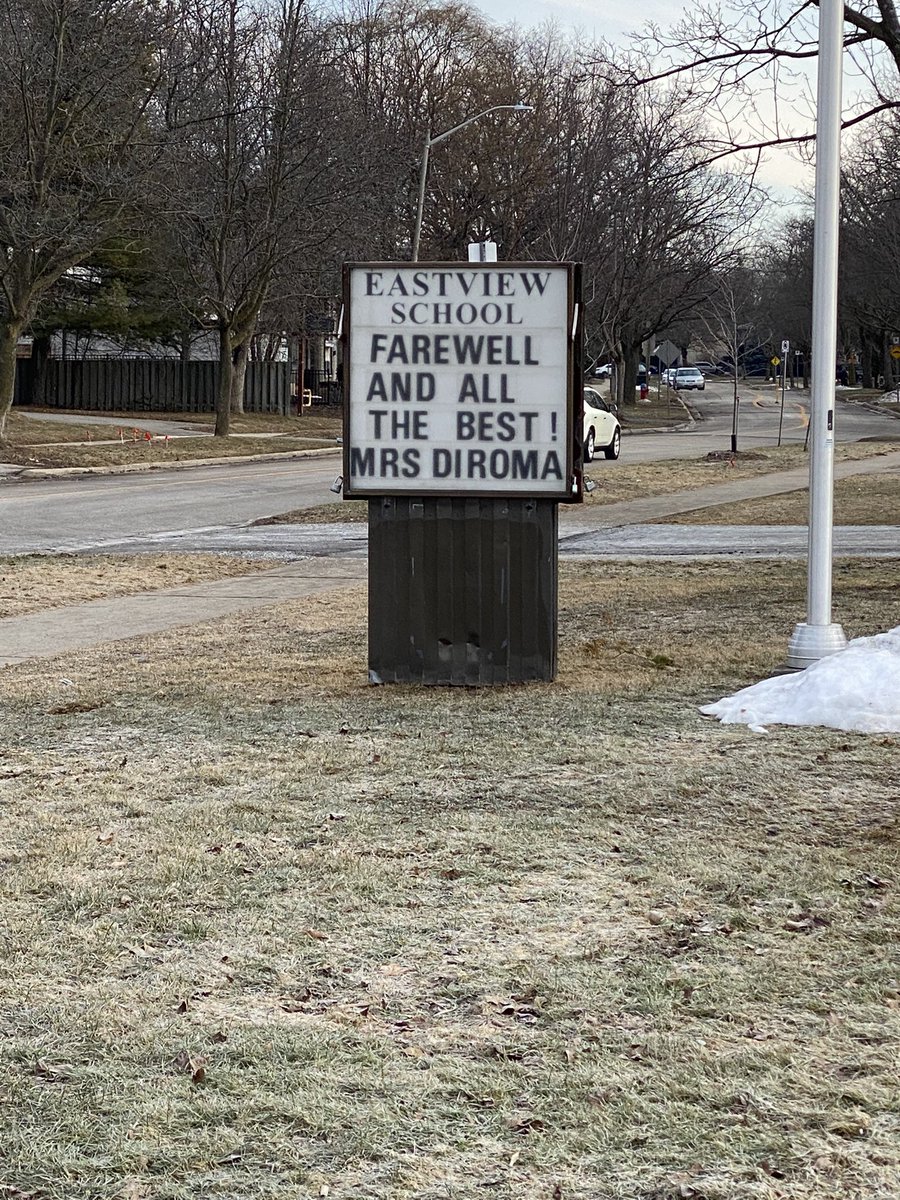 EASTVIEW
SCHOOL
FAREWELL
AND ALL
THE BEST!
MRS DIROMA